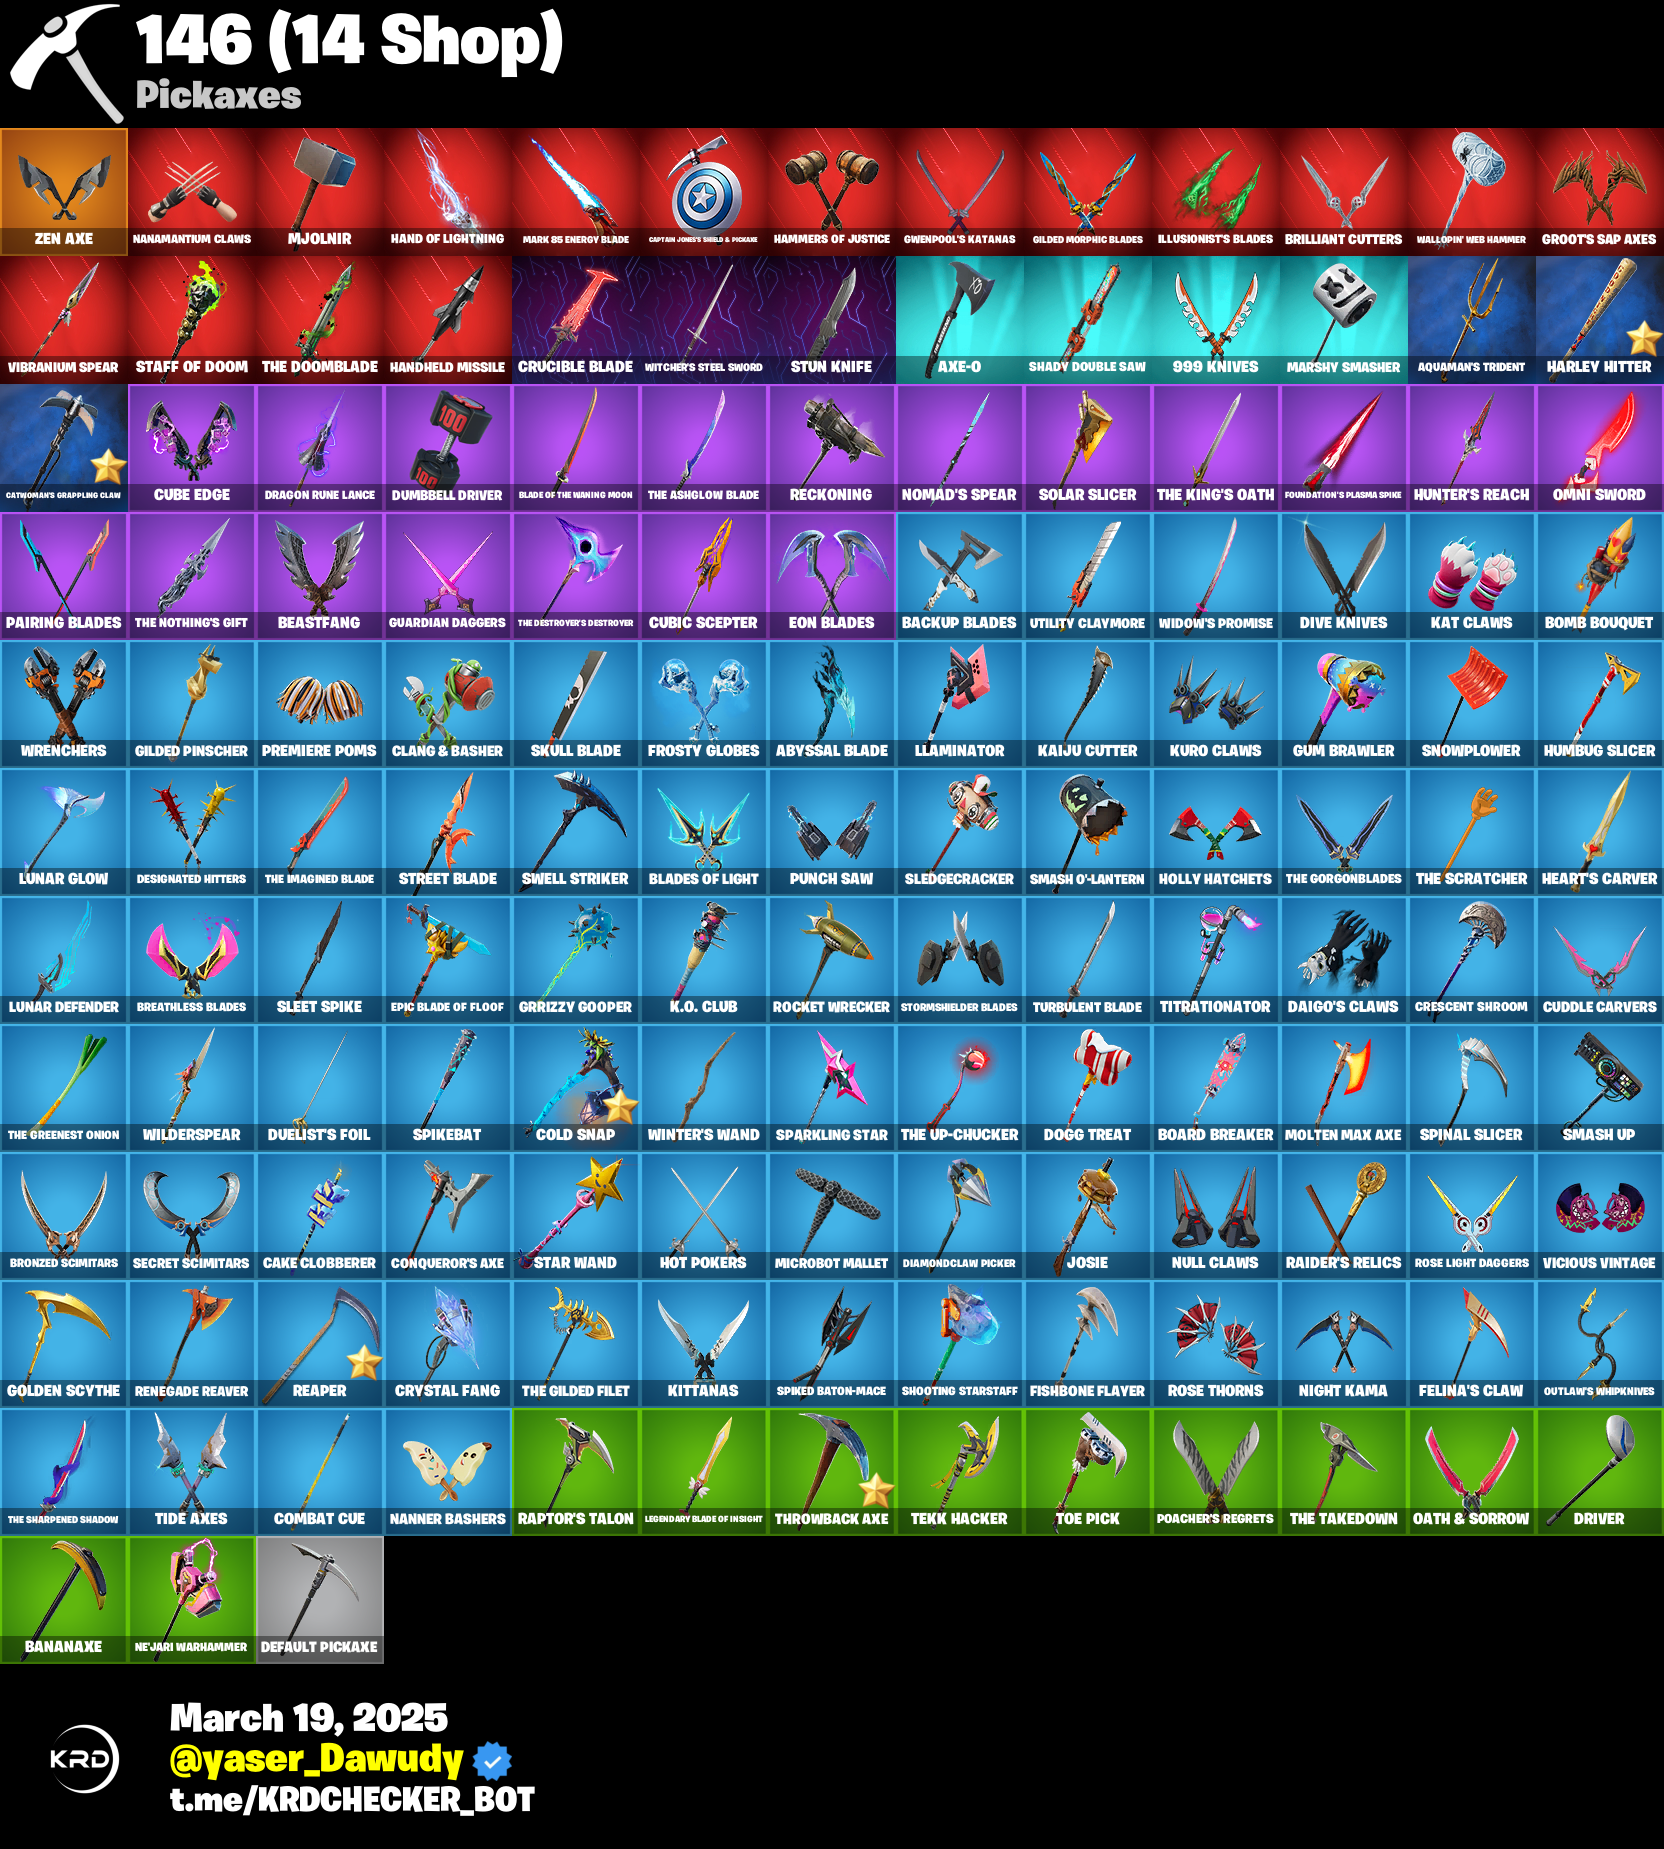 146 (14 Shop)
Pickaxes
ZEN AXE
NANAMANTIUM CLAWS
MJOLNIR
HAND OF LIGHTNING
MARK 85 ENERGY BLADE
CAPTAIN JONES'S SHIELD & PICKAXE
HAMMERS OF JUSTICE
GWENPOOL'S KATANAS
GILDED MORPHIC BLADES
ILLUSIONIST'S BLADES
BRILLIANT CUTTERS
WALLOPIN' WEB HAMMER
GROOT'S SAP AXES
VIBRANIUM SPEAR
STAFF OF DOOM
THE DOOMBLADE
HANDHELD MISSILE
CRUCIBLE BLADE
WITCHER'S STEEL SWORD
STUN KNIFE
AXE-O
SHADY DOUBLE SAW
999 KNIVES
MARSHY SMASHER
AQUAMAN'S TRIDENT
HARLEY HITTER
CATWOMAN'S GRAPPLING CLAW
CUBE EDGE
DRAGON RUNE LANCE
100
100
DUMBBELL DRIVER
BLADE OF THE WANING MOON
THE ASHGLOW BLADE
RECKONING
NOMAD'S SPEAR
SOLAR SLICER
THE KING'S OATH
FOUNDATION'S PLASMA SPIKE
HUNTER'S REACH
OMNI SWORD
PAIRING BLADES
THE NOTHING'S GIFT
BEASTFANG
GUARDIAN DAGGERS
THE DESTROYER'S DESTROYER
CUBIC SCEPTER
EON BLADES
BACKUP BLADES
UTILITY CLAYMORE
WIDOW'S PROMISE
DIVE KNIVES
KAT CLAWS
BOMB BOUQUET
WRENCHERS
GILDED PINSCHER
PREMIERE POMS
CLANG & BASHER
SKULL BLADE
FROSTY GLOBES
ABYSSAL BLADE
LLAMINATOR
KAIJU CUTTER
KURO CLAWS
GUM BRAWLER
SNOWPLOWER
HUMBUG SLICER
LUNAR GLOW
DESIGNATED HITTERS
THE IMAGINED BLADE
STREET BLADE
SWELL STRIKER
BLADES OF LIGHT
PUNCH SAW
SLEDGECRACKER
SMASH O'-LANTERN
HOLLY HATCHETS
THE GORGONBLADES
THE SCRATCHER
HEART'S CARVER
LUNAR DEFENDER
BREATHLESS BLADES
SLEET SPIKE
EPIC BLADE OF FLOOF
GRRIZZY GOOPER
K.O. CLUB
ROCKET WRECKER
STORMSHIELDER BLADES
TURBULENT BLADE
TITRATIONATOR
DAIGO'S CLAWS
CRESCENT SHROOM
CUDDLE CARVERS
THE GREENEST ONION
WILDERSPEAR
DUELIST'S FOIL
SPIKEBAT
COLD SNAP
WINTER'S WAND
SPARKLING STAR
THE UP-CHUCKER
DOGG TREAT
BOARD BREAKER
MOLTEN MAX AXE
SPINAL SLICER
SMASH UP
BRONZED SCIMITARS
SECRET SCIMITARS
CAKE CLOBBERER
CONQUEROR'S AXE
STAR WAND
HOT POKERS
MICROBOT MALLET
DIAMONDCLAW PICKER
JOSIE
NULL CLAWS
RAIDER'S RELICS
ROSE LIGHT DAGGERS
VICIOUS VINTAGE
GOLDEN SCYTHE
RENEGADE REAVER
REAPER
CRYSTAL FANG
THE GILDED FILET
KITTANAS
SPIKED BATON-MACE
SHOOTING STARSTAFF
FISHBONE FLAYER
ROSE THORNS
NIGHT KAMA
FELINA'S CLAW
OUTLAW'S WHIPKNIVES
THE SHARPENED SHADOW
TIDE AXES
COMBAT CUE
NANNER BASHERS
RAPTOR'S TALON
LEGENDARY BLADE OF INSIGHT
THROWBACK AXE
TEKK HACKER
TOE PICK
POACHER'S REGRETS
THE TAKEDOWN
OATH & SORROW
DRIVER
BANANAXE
NE'JARI WARHAMMER
DEFAULT PICKAXE
KRD
March 19, 2025
@yaser_Dawudy
t.me/KRDCHECKER_BOT